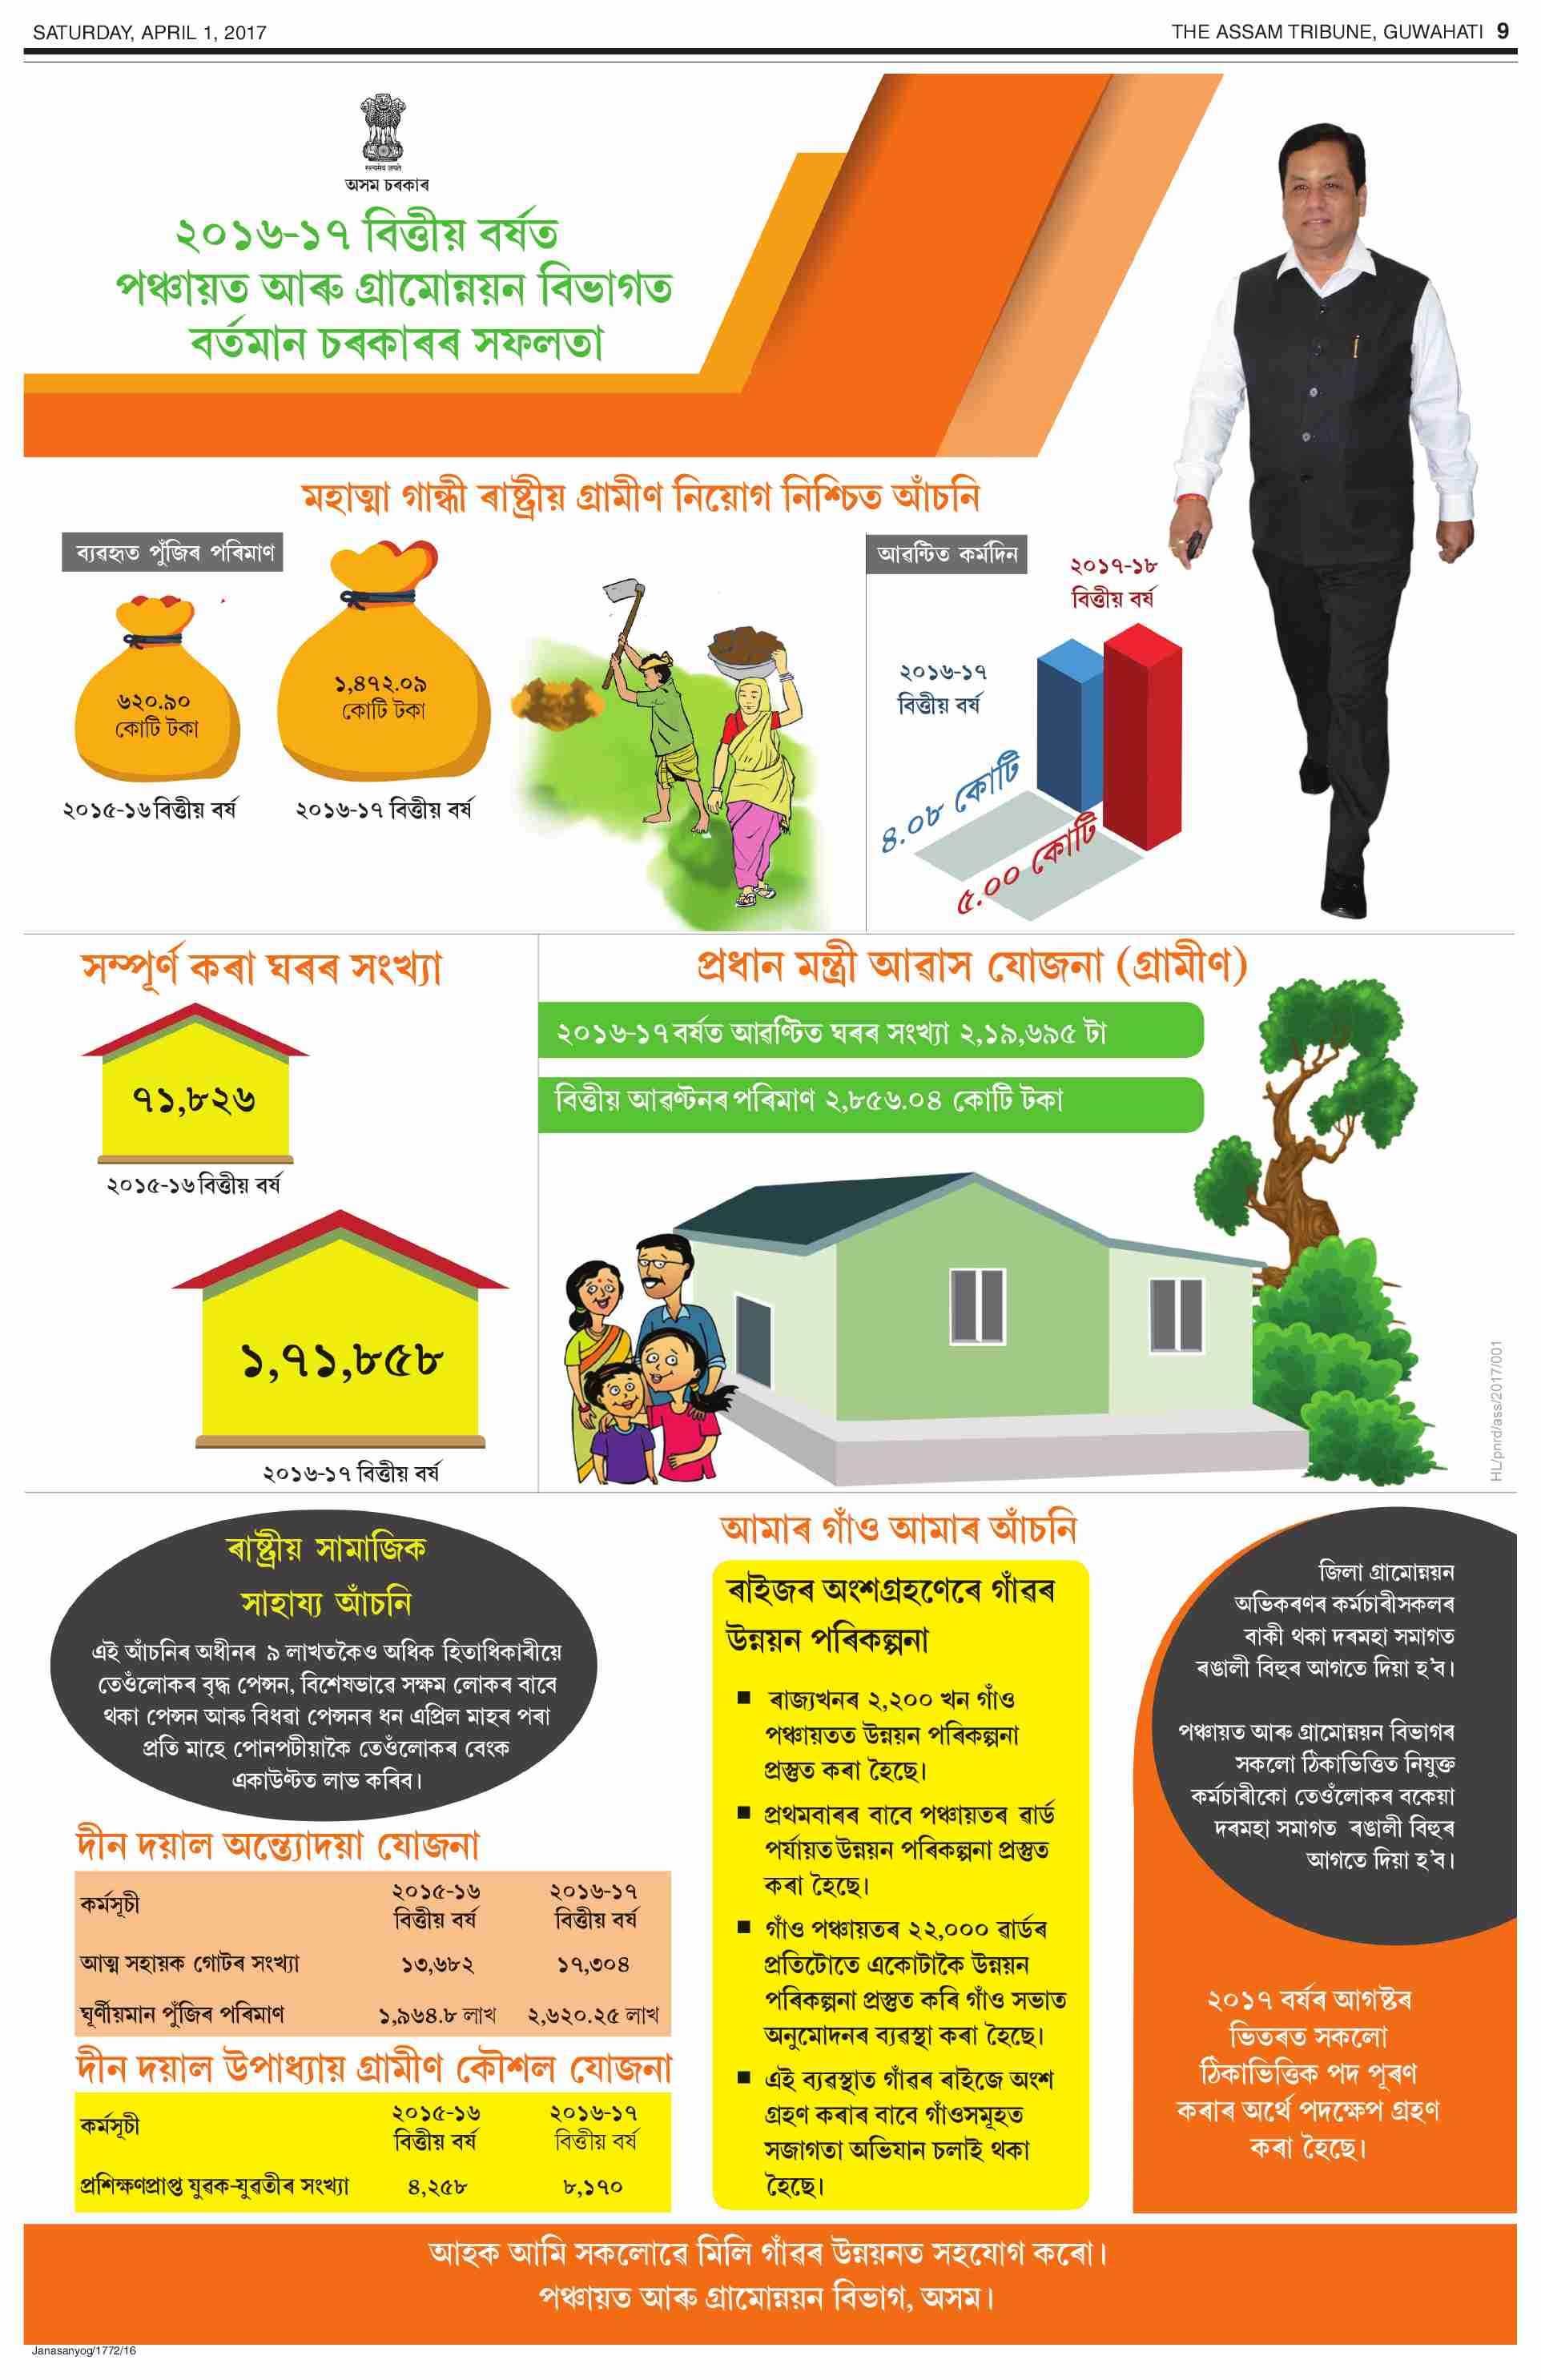 SATURDAY, APRIL 1, 2017
THE ASSAM TRIBUNE, GUWAHATI 9
सत्यमेव जयते
অসম চৰকাৰ
২০১৬-১৭ বিত্তীয় বৰ্ষত
পঞ্চায়ত আৰু গ্ৰামোন্নয়ন বিভাগত
বৰ্তমান চৰকাৰৰ সফলতা
মহাত্মা গান্ধী ৰাষ্ট্ৰীয় গ্ৰামীণ নিয়োগ নিশ্চিত আঁচনি
ব্যৱহৃত পুঁজিৰ পৰিমাণ
৬২০.৯০
কোটি টকা
২০১৫-১৬ বিত্তীয় বৰ্ষ
১,৪৭২.০৯
কোটি টকা
২০১৬-১৭ বিত্তীয় বৰ্ষ
আৱন্টিত কৰ্মদিন
২০১৭-১৮
বিত্তীয় বৰ্ষ
২০১৬-১৭
বিত্তীয় বৰ্ষ
৪.০৮ কোটি
৫.০০ কোটি
সম্পূৰ্ণ কৰা ঘৰৰ সংখ্যা
৭১,৮২৬
২০১৫-১৬ বিত্তীয় বৰ্ষ
১,৭১,৮৫৮
২০১৬-১৭ বিত্তীয় বৰ্ষ
প্ৰধান মন্ত্ৰী আৱাস যোজনা (গ্ৰামীণ)
২০১৬-১৭ বৰ্ষত আৱণ্টিত ঘৰৰ সংখ্যা ২,১৯,৬৯৫ টা
বিত্তীয় আৱণ্টনৰ পৰিমাণ ২,৮৫৬.০৪ কোটি টকা
HL/pnrd/ass/2017/001
ৰাষ্ট্ৰীয় সামাজিক
সাহায্য আঁচনি
এই আঁচনিৰ অধীনৰ ৯ লাখতকৈও অধিক হিতাধিকাৰীয়ে
তেওঁলোকৰ বৃদ্ধ পেন্সন, বিশেষভাৱে সক্ষম লোকৰ বাবে
থকা পেন্সন আৰু বিধৱা পেন্সনৰ ধন এপ্ৰিল মাহৰ পৰা
প্ৰতি মাহে পোনপটীয়াকৈ তেওঁলোকৰ বেংক
একাউণ্টত লাভ কৰিব।
দীন দয়াল অন্ত্যোদয়া যোজনা
কৰ্মসূচী ২০১৫-১৬ ২০১৬-১৭
বিত্তীয় বৰ্ষ বিত্তীয় বৰ্ষ
আত্ম সহায়ক গোটৰ সংখ্যা ১৩,৬৮২ ১৭,৩০৪
ঘূৰ্ণীয়মান পুঁজিৰ পৰিমাণ ১,৯৬৪.৮ লাখ ২,৬২০.২৫ লাখ
দীন দয়াল উপাধ্যায় গ্ৰামীণ কৌশল যোজনা
কৰ্মসূচী ২০১৫-১৬ ২০১৬-১৭
বিত্তীয় বৰ্ষ বিত্তীয় বৰ্ষ
প্ৰশিক্ষণপ্ৰাপ্ত যুৱক-যুৱতীৰ সংখ্যা ৪,২৫৮ ৮,১৭০
আমাৰ গাঁও আমাৰ আঁচনি
ৰাইজৰ অংশগ্ৰহণেৰে গাঁৱৰ
উন্নয়ন পৰিকল্পনা
■ ৰাজ্যখনৰ ২,২০০ খন গাঁও
পঞ্চায়তত উন্নয়ন পৰিকল্পনা
প্ৰস্তুত কৰা হৈছে।
■ প্ৰথমবাৰৰ বাবে পঞ্চায়তৰ ৱাৰ্ড
পৰ্যায়ত উন্নয়ন পৰিকল্পনা প্ৰস্তুত
কৰা হৈছে।
■ গাঁও পঞ্চায়তৰ ২২,০০০ ৱাৰ্ডৰ
প্ৰতিটোতে একোটাকৈ উন্নয়ন
পৰিকল্পনা প্ৰস্তুত কৰি গাঁও সভাত
অনুমোদনৰ ব্যৱস্থা কৰা হৈছে।
■ এই ব্যৱস্থাত গাঁৱৰ ৰাইজে অংশ
গ্ৰহণ কৰাৰ বাবে গাঁওসমূহত
সজাগতা অভিযান চলাই থকা
হৈছে।
জিলা গ্ৰামোন্নয়ন
অভিকৰণৰ কৰ্মচাৰীসকলৰ
বাকী থকা দৰমহা সমাগত
ৰঙালী বিহুৰ আগতে দিয়া হ'ব।
পঞ্চায়ত আৰু গ্ৰামোন্নয়ন বিভাগৰ
সকলো ঠিকাভিত্তিত নিযুক্ত
কৰ্মচাৰীকো তেওঁলোকৰ বকেয়া
দৰমহা সমাগত ৰঙালী বিহুৰ
আগতে দিয়া হ'ব।
২০১৭ বৰ্ষৰ আগষ্টৰ
ভিতৰত সকলো
ঠিকাভিত্তিক পদ পূৰণ
কৰাৰ অৰ্থে পদক্ষেপ গ্ৰহণ
কৰা হৈছে।
আহক আমি সকলোৱে মিলি গাঁৱৰ উন্নয়নত সহযোগ কৰো।
পঞ্চায়ত আৰু গ্ৰামোন্নয়ন বিভাগ, অসম।
Janasanyog/1772/16